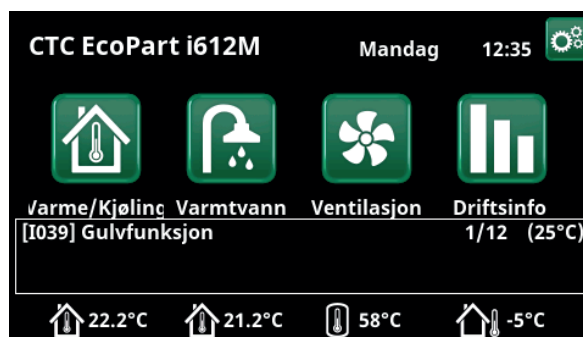 CTC EcoPart i612M Mandag 12:35
Varme/Kjøling Varmtvann Ventilasjon Driftsinfo
[I039] Gulvfunksjon 1/12 (25°C)
22.2°C 21.2°C 58°C -5°C